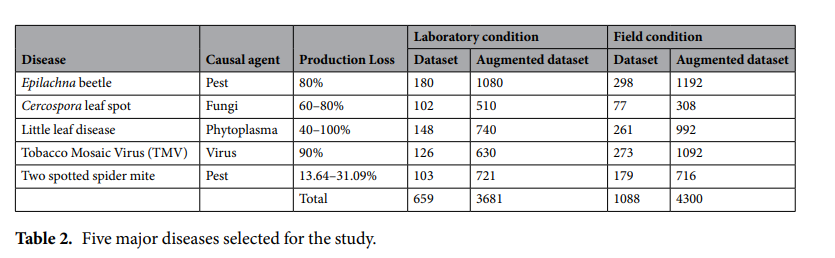 Laboratory condition Field condition
Disease Causal agent Production Loss Dataset Augmented dataset Dataset Augmented dataset
Epilachna beetle Pest 80% 180 1080 298 1192
Cercospora leaf spot Fungi 60–80% 102 510 77 308
Little leaf disease Phytoplasma 40–100% 148 740 261 992
Tobacco Mosaic Virus (TMV) Virus 90% 126 630 273 1092
Two spotted spider mite Pest 13.64–31.09% 103 721 179 716
Total 659 3681 1088 4300
Table 2. Five major diseases selected for the study.